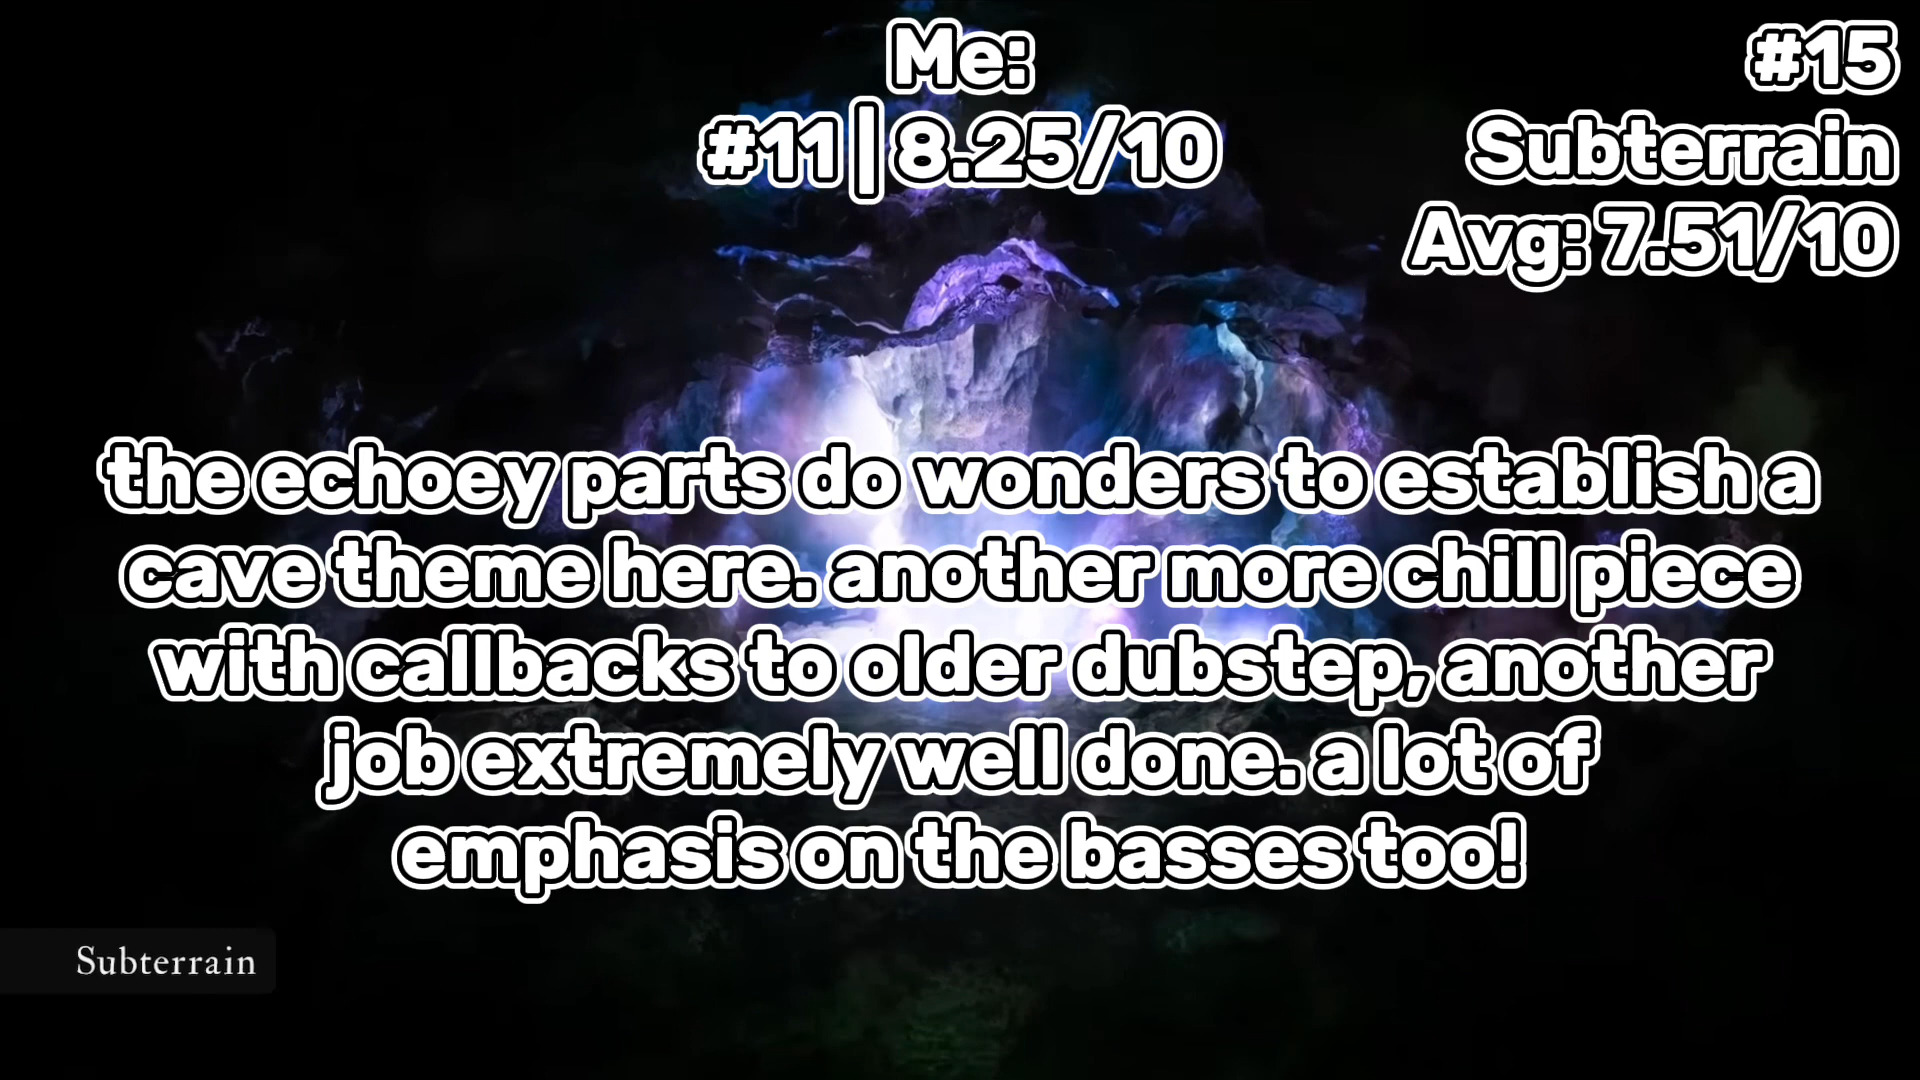 Me:
#11 | 8.25/10
#15
Subterrain
Avg: 7.51/10
the echoey parts do wonders to establish a
cave theme here. another more chill piece
with callbacks to older dubstep, another
job extremely well done. a lot of
emphasis on the basses too!
Subterrain